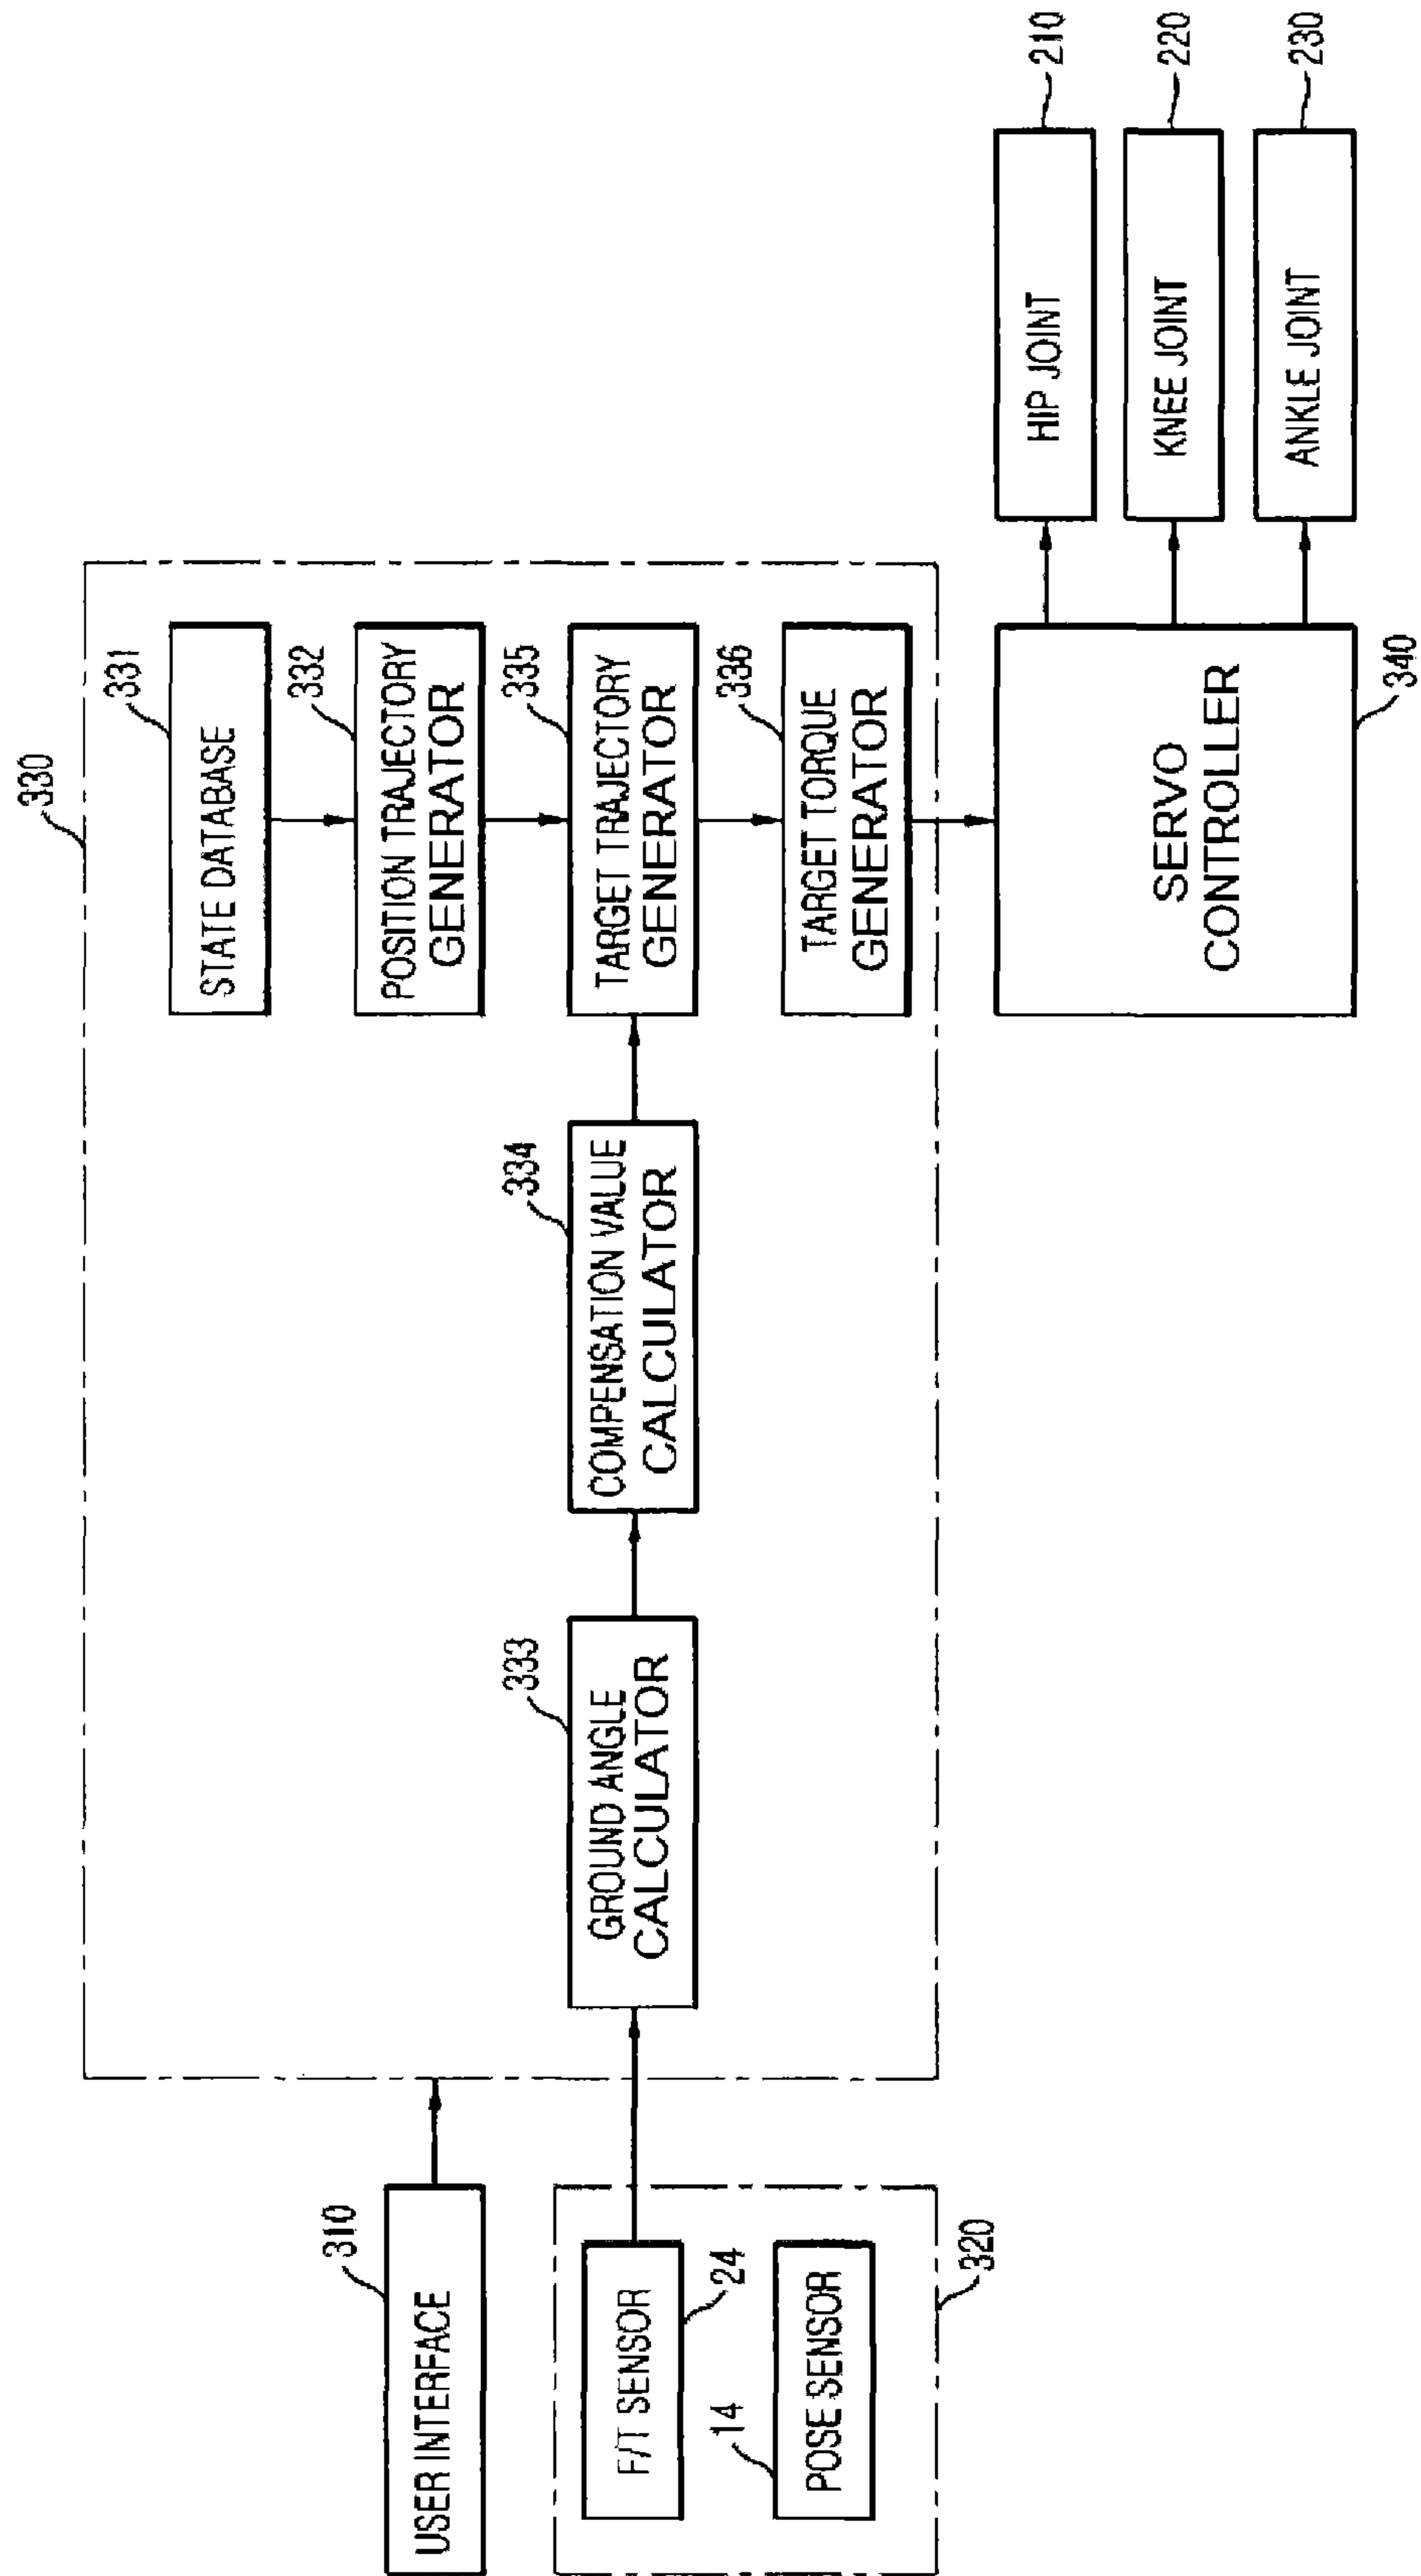 330
331
STATE DATABASE
310
USER INTERFACE
332
POSITION TRAJECTORY
GENERATOR
333
GROUND ANGLE
CALCULATOR
334
COMPENSATION VALUE
CALCULATOR
335
TARGET TRAJECTORY
GENERATOR
F/T SENSOR
24
14
POSE SENSOR
320
336
TARGET TORQUE
GENERATOR
SERVO
CONTROLLER
340
HIP JOINT
210
KNEE JOINT
220
ANKLE JOINT
230